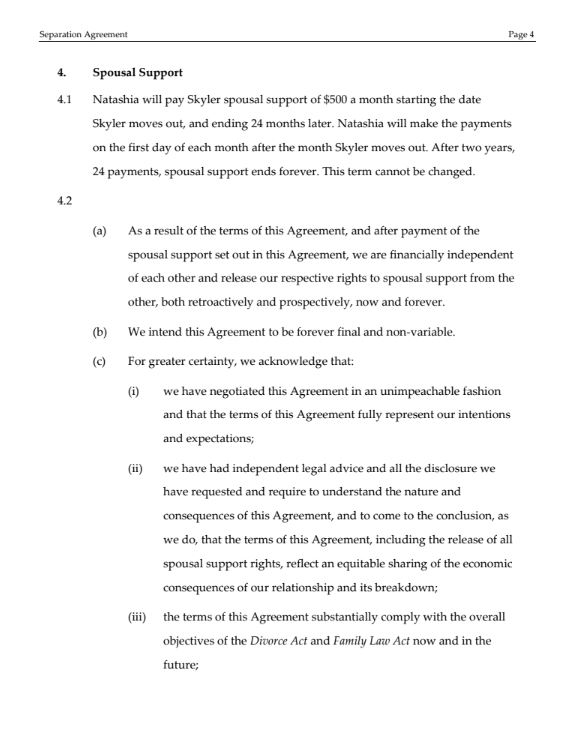 Separation Agreement Page 4
4. Spousal Support
4.1 Natasha will pay Skyler spousal support of $500 a month starting the date
Skyler moves out, and ending 24 months later. Natasha will make the payments
on the first day of each month after the month Skyler moves out. After two years,
24 payments, spousal support ends forever. This term cannot be changed.
4.2
(a) As a result of the terms of this Agreement, and after payment of the
spousal support set out in this Agreement, we are financially independent
of each other and release our respective rights to spousal support from the
other, both retroactively and prospectively, now and forever.
(b) We intend this Agreement to be forever final and non-variable.
(c) For greater certainty, we acknowledge that:
(i) we have negotiated this Agreement in an unimpeachable fashion
and that the terms of this Agreement fully represent our intentions
and expectations;
(ii) we have had independent legal advice and all the disclosure we
have requested and require to understand the nature and
consequences of this Agreement, and to come to the conclusion, as
we do, that the terms of this Agreement, including the release of all
spousal support rights, reflect an equitable sharing of the economic
consequences of our relationship and its breakdown;
(iii) the terms of this Agreement substantially comply with the overall
objectives of the Divorce Act and Family Law Act now and in the
future;